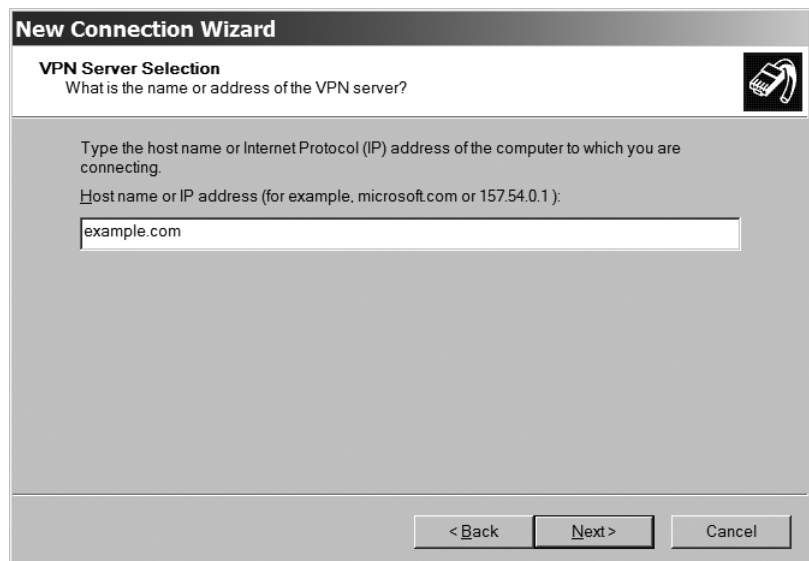 New Connection Wizard
VPN Server Selection
What is the name or address of the VPN server?
Type the host name or Internet Protocol (IP) address of the computer to which you are
connecting.
Host name or IP address (for example, microsoft.com or 157.54.0.1 ):
example.com
< Back Next > Cancel